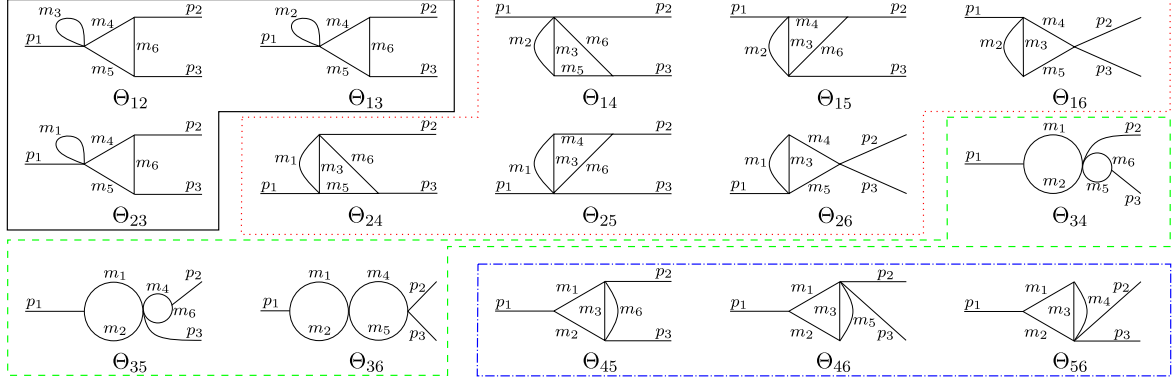 m₃ p₁ m₄ m₅ m₆ p₂ p₃ Θ₁₂
m₂ p₁ m₄ m₅ m₆ p₂ p₃ Θ₁₃
p₁ m₂ m₃ m₅ m₆ p₂ p₃ Θ₁₄
p₁ m₂ m₄ m₃ m₆ p₂ p₃ Θ₁₅
p₁ m₂ m₄ m₃ m₅ p₂ p₃ Θ₁₆
m₁ p₁ m₄ m₅ m₆ p₂ p₃ Θ₂₃
m₁ p₁ m₃ m₅ m₆ p₂ p₃ Θ₂₄
m₁ p₁ m₄ m₃ m₆ p₂ p₃ Θ₂₅
m₁ p₁ m₄ m₃ m₅ p₂ p₃ Θ₂₆
p₁ m₁ m₂ m₅ m₆ p₂ p₃ Θ₃₄
p₁ m₁ m₂ m₄ m₆ p₂ p₃ Θ₃₅
p₁ m₁ m₂ m₄ m₅ p₂ p₃ Θ₃₆
p₁ m₁ m₂ m₃ m₆ p₂ p₃ Θ₄₅
p₁ m₁ m₂ m₃ m₅ p₂ p₃ Θ₄₆
p₁ m₁ m₂ m₃ m₄ p₂ p₃ Θ₅₆